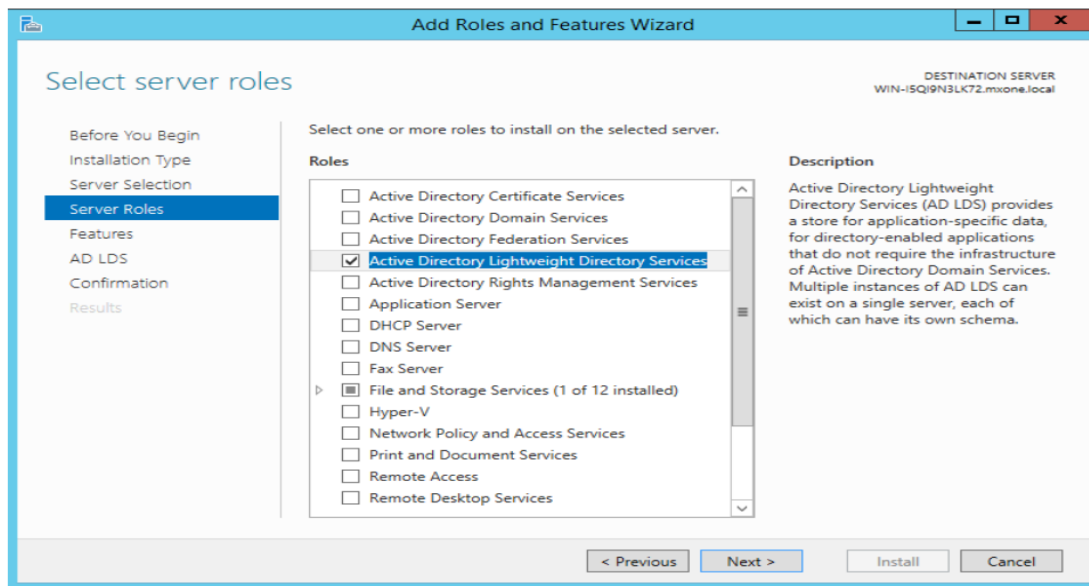 Add Roles and Features Wizard
Select server roles
DESTINATION SERVER
WIN-I5QI9N3LK72.mxone.local
Before You Begin
Installation Type
Server Selection
Server Roles
Features
AD LDS
Confirmation
Results
Select one or more roles to install on the selected server.
Roles
Active Directory Certificate Services
Active Directory Domain Services
Active Directory Federation Services
Active Directory Lightweight Directory Services
Active Directory Rights Management Services
Application Server
DHCP Server
DNS Server
Fax Server
File and Storage Services (1 of 12 installed)
Hyper-V
Network Policy and Access Services
Print and Document Services
Remote Access
Remote Desktop Services
Description
Active Directory Lightweight
Directory Services (AD LDS) provides
a store for application-specific data,
for directory-enabled applications
that do not require the infrastructure
of Active Directory Domain Services.
Multiple instances of AD LDS can
exist on a single server, each of
which can have its own schema.
< Previous
Next >
Install
Cancel